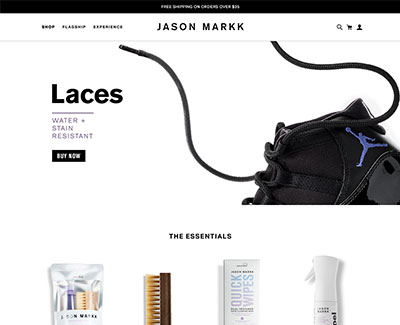 FREE SHIPPING ON ORDERS OVER $35
SHOP FLAGSHIP EXPERIENCE
JASON MARKK
Laces
WATER +
STAIN
RESISTANT
BUY NOW
THE ESSENTIALS
JASON MARKK
JASON MARKK
QUICK
WIPES
JASON MARKK